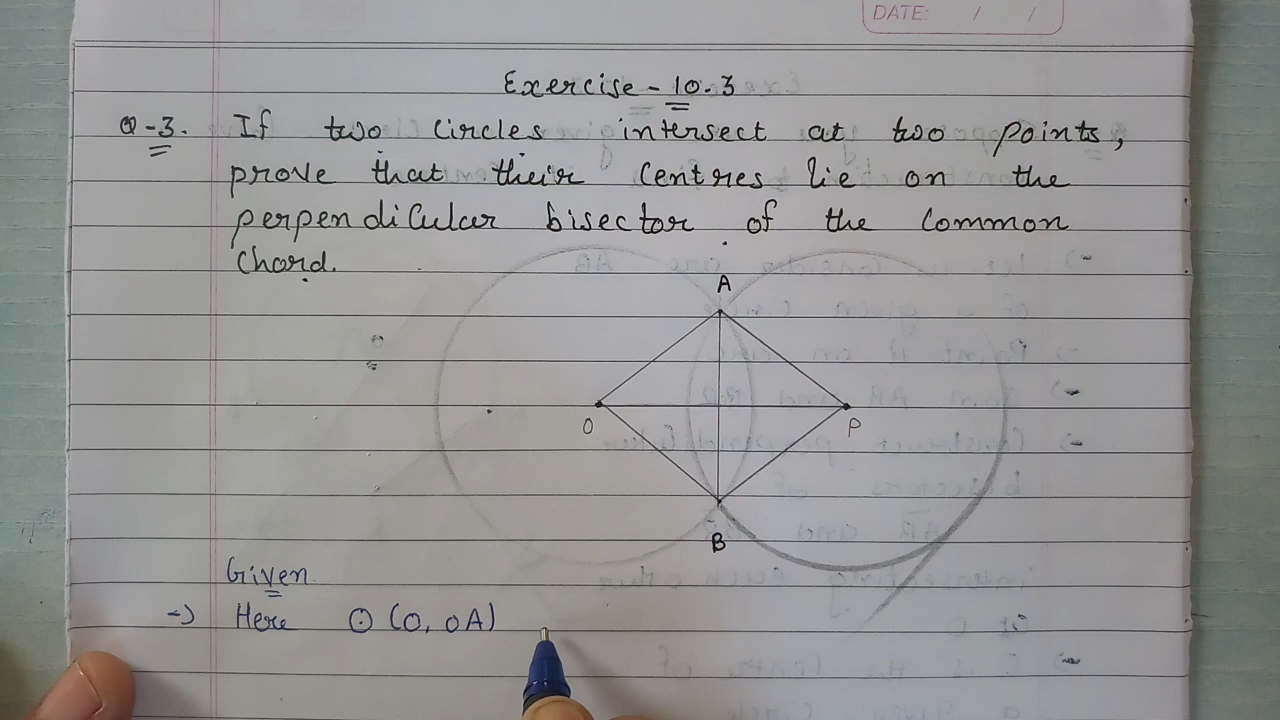 DATE: / /
Exercise - 10.3
Q-3. If two circles intersect at two points,
prove that their centres lie on the
perpendicular bisector of the common
chord.
A
O
P
B
Given
→ Here ⊙ (O, OA)